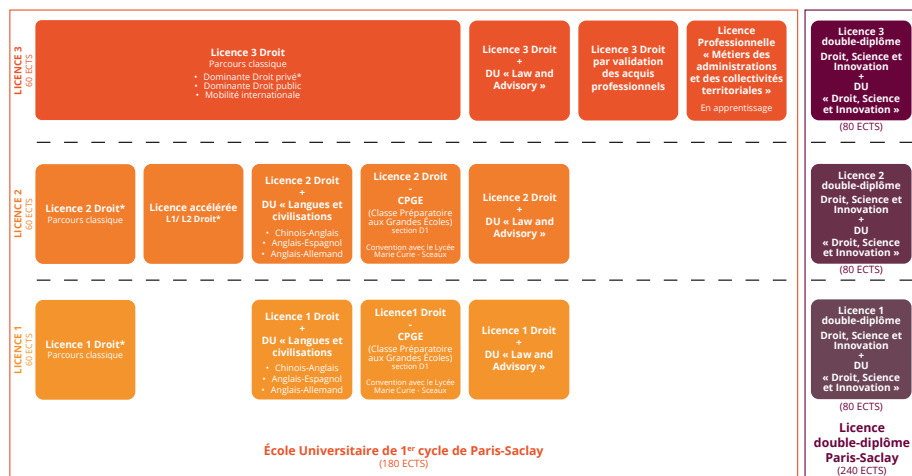 LICENCE 3
60 ECTS
Licence 3 Droit
Parcours classique
• Dominante Droit privé*
• Dominante Droit public
• Mobilité internationale
Licence 3 Droit
+
DU « Law and
Advisory »
Licence 3 Droit
par validation
des acquis
professionnels
Licence
Professionnelle
« Métiers des
administrations
et des collectivités
territoriales »
En apprentissage
Licence 3
double-diplôme
Droit, Science et
Innovation
+
DU
« Droit, Science
et Innovation »
(80 ECTS)
LICENCE 2
60 ECTS
Licence 2 Droit*
Parcours classique
Licence accélérée
L1/ L2 Droit*
Licence 2 Droit
+
DU « Langues et
civilisations
• Chinois-Anglais
• Anglais-Espagnol
• Anglais-Allemand
Licence 2 Droit
-
CPGE
(Classe Préparatoire
aux Grandes Écoles)
section D1
Convention avec le Lycée
Marie Curie - Sceaux
Licence 2 Droit
+
DU « Law and
Advisory »
Licence 2
double-diplôme
Droit, Science et
Innovation
+
DU
« Droit, Science
et Innovation »
(80 ECTS)
LICENCE 1
60 ECTS
Licence 1 Droit*
Parcours classique
Licence 1 Droit
+
DU « Langues et
civilisations
• Chinois-Anglais
• Anglais-Espagnol
• Anglais-Allemand
Licence1 Droit
-
CPGE
(Classe Préparatoire
aux Grandes Écoles)
section D1
Convention avec le Lycée
Marie Curie - Sceaux
Licence 1 Droit
+
DU « Law and
Advisory »
Licence 1
double-diplôme
Droit, Science et
Innovation
+
DU
« Droit, Science
et Innovation »
(80 ECTS)
École Universitaire de 1er cycle de Paris-Saclay
(180 ECTS)
Licence
double-diplôme
Paris-Saclay
(240 ECTS)